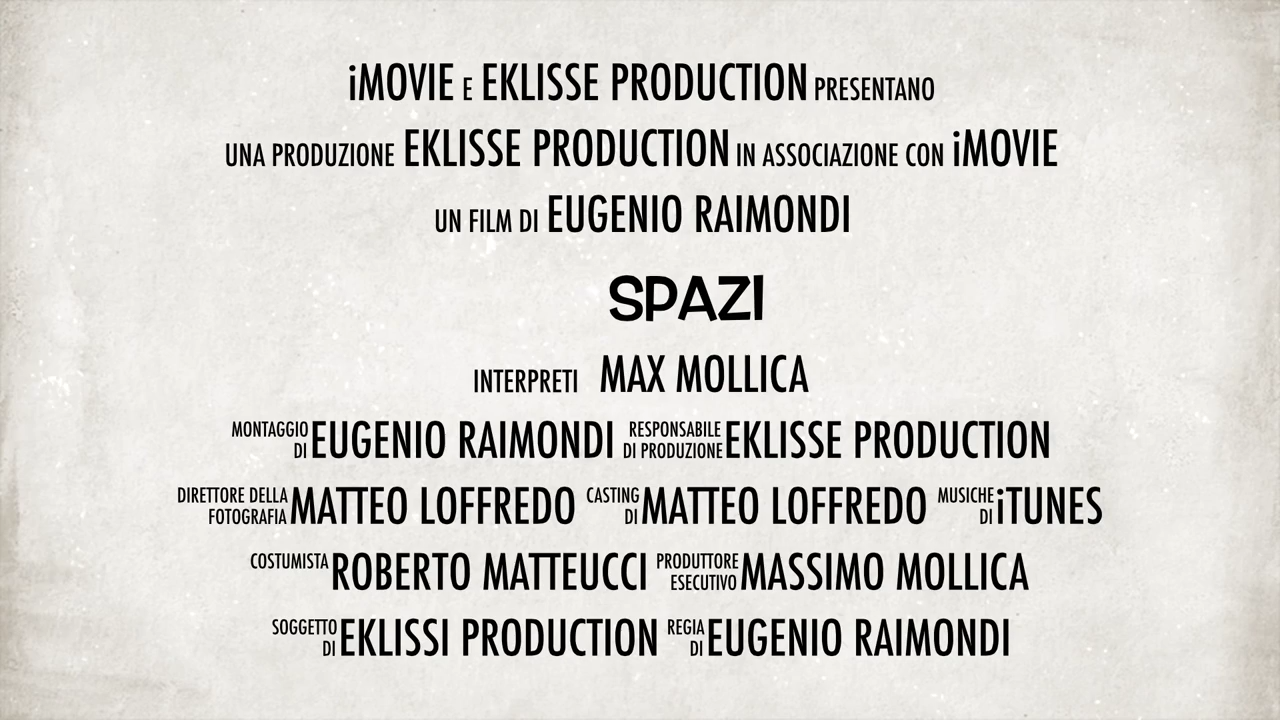 iMOVIE E EKLISSE PRODUCTION PRESENTANO
UNA PRODUZIONE EKLISSE PRODUCTION IN ASSOCIAZIONE CON iMOVIE
UN FILM DI EUGENIO RAIMONDI
SPAZI
INTERPRETI MAX MOLLICA
MONTAGGIO DI EUGENIO RAIMONDI RESPONSABILE DI PRODUZIONE EKLISSE PRODUCTION
DIRETTORE DELLA FOTOGRAFIA MATTEO LOFFREDO CASTING DI MATTEO LOFFREDO MUSICHE DI iTUNES
COSTUMISTA ROBERTO MATTEUCCI PRODUTTORE ESECUTIVO MASSIMO MOLLICA
SOGGETTO DI EKLISSI PRODUCTION REGIA DI EUGENIO RAIMONDI